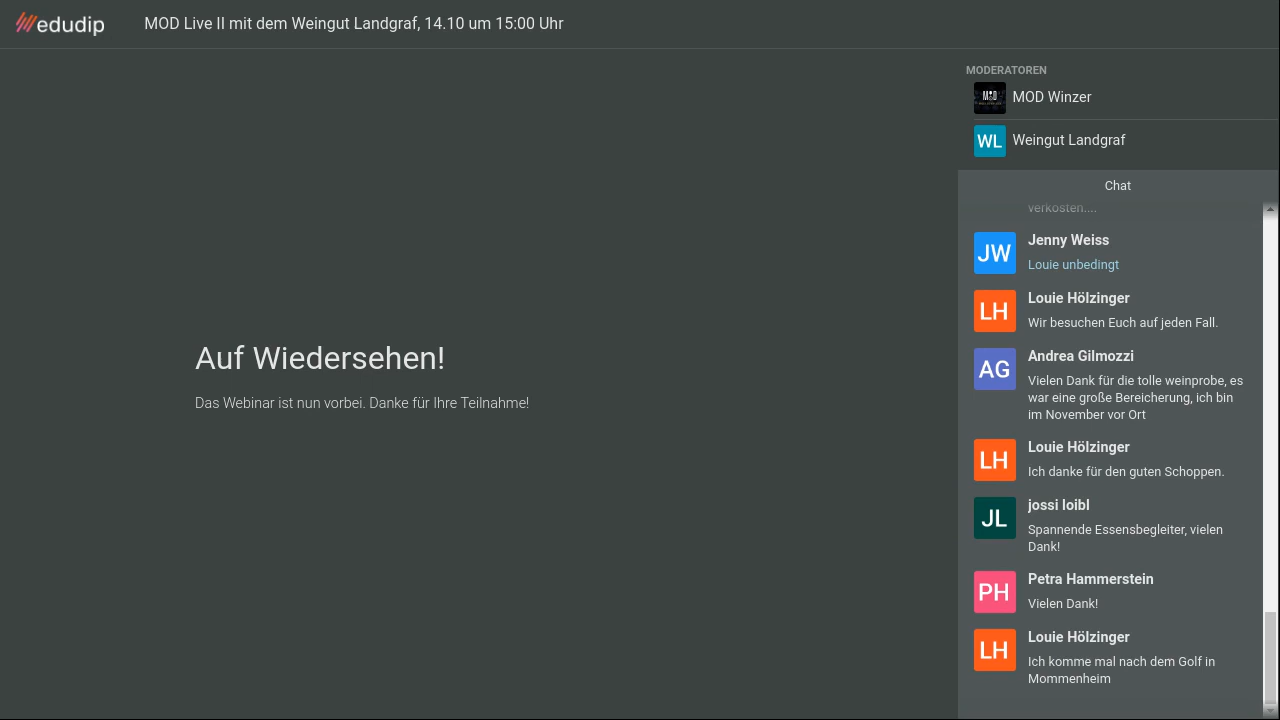 edudip
MOD Live II mit dem Weingut Landgraf, 14.10 um 15:00 Uhr
Auf Wiedersehen!
Das Webinar ist nun vorbei. Danke für Ihre Teilnahme!
MODERATOREN
MOD
MOD Winzer
WL
Weingut Landgraf
Chat
verkosten....
JW
Jenny Weiss
Louie unbedingt
LH
Louie Hölzinger
Wir besuchen Euch auf jeden Fall.
AG
Andrea Gilmozzi
Vielen Dank für die tolle weinprobe, es
war eine große Bereicherung, ich bin
im November vor Ort
LH
Louie Hölzinger
Ich danke für den guten Schoppen.
JL
jossi loibl
Spannende Essensbegleiter, vielen
Dank!
PH
Petra Hammerstein
Vielen Dank!
LH
Louie Hölzinger
Ich komme mal nach dem Golf in
Mommenheim